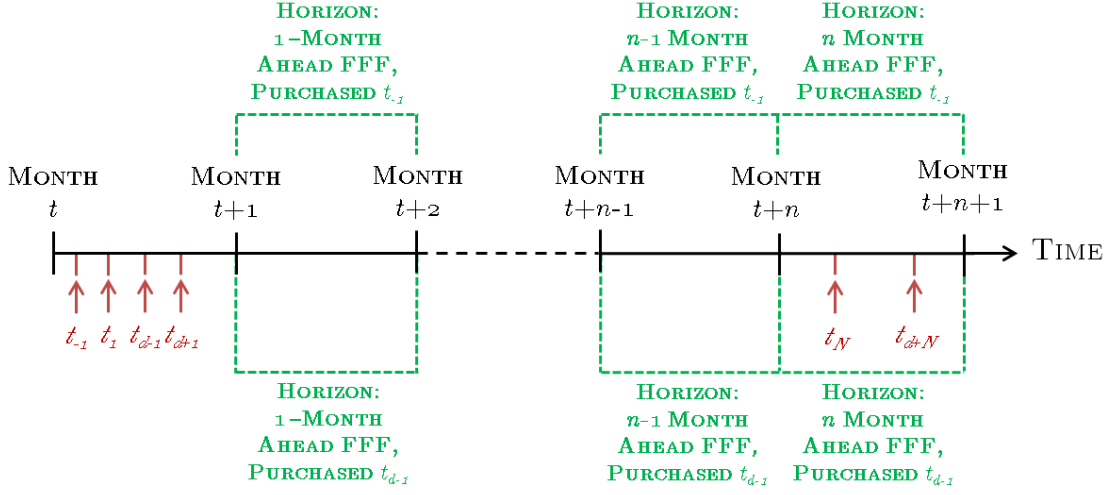 HORIZON:
1–MONTH
AHEAD FFF,
PURCHASED t-1
HORIZON:
n-1 MONTH
AHEAD FFF,
PURCHASED t-1
HORIZON:
n MONTH
AHEAD FFF,
PURCHASED t-1
MONTH
t
MONTH
t+1
MONTH
t+2
MONTH
t+n-1
MONTH
t+n
MONTH
t+n+1
TIME
t-1
t1
td-1
td+1
tN
td+N
HORIZON:
1–MONTH
AHEAD FFF,
PURCHASED td-1
HORIZON:
n-1 MONTH
AHEAD FFF,
PURCHASED td-1
HORIZON:
n MONTH
AHEAD FFF,
PURCHASED td-1